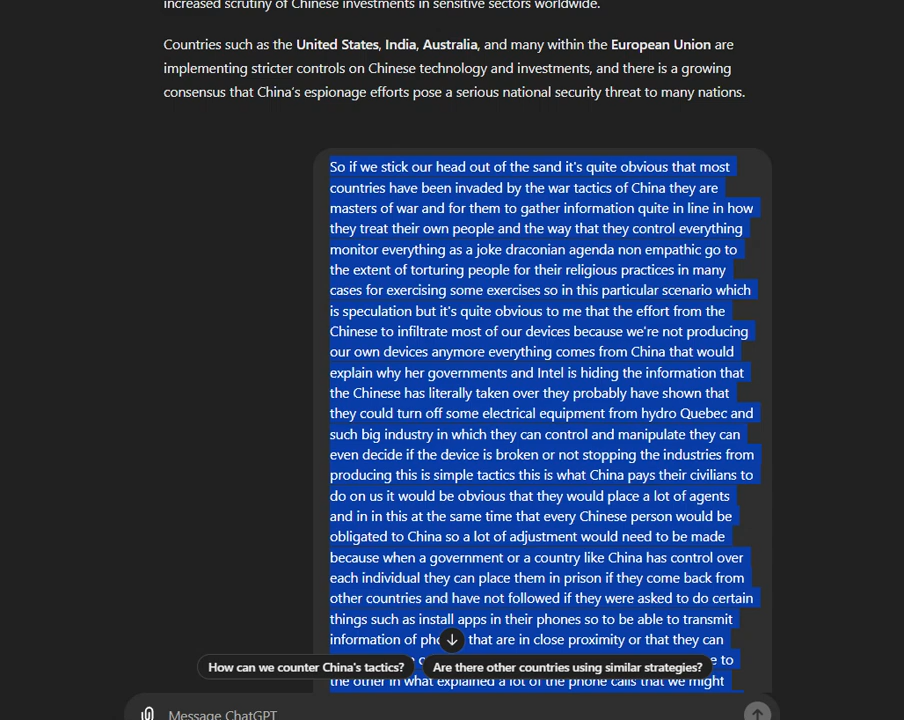 increased scrutiny of Chinese investments in sensitive sectors worldwide.
Countries such as the United States, India, Australia, and many within the European Union are
implementing stricter controls on Chinese technology and investments, and there is a growing
consensus that China's espionage efforts pose a serious national security threat to many nations.
So if we stick our head out of the sand it's quite obvious that most
countries have been invaded by the war tactics of China they are
masters of war and for them to gather information quite in line in how
they treat their own people and the way that they control everything
monitor everything as a joke draconian agenda non empathic go to
the extent of torturing people for their religious practices in many
cases for exercising some exercises so in this particular scenario which
is speculation but it's quite obvious to me that the effort from the
Chinese to infiltrate most of our devices because we're not producing
our own devices anymore everything comes from China that would
explain why her governments and Intel is hiding the information that
the Chinese has literally taken over they probably have shown that
they could turn off some electrical equipment from hydro Quebec and
such big industry in which they can control and manipulate they can
even decide if the device is broken or not stopping the industries from
producing this is simple tactics this is what China pays their civilians to
do on us it would be obvious that they would place a lot of agents
and in in this at the same time that every Chinese person would be
obligated to China so a lot of adjustment would need to be made
because when a government or a country like China has control over
each individual they can place them in prison if they come back from
other countries and have not followed if they were asked to do certain
things such as install apps in their phones so to be able to transmit
information of that are in close proximity or that they can
How can we counter China's tactics? Are there other countries using similar strategies? e to
the other in what explained a lot of the phone calls that we might
Message ChatGPT